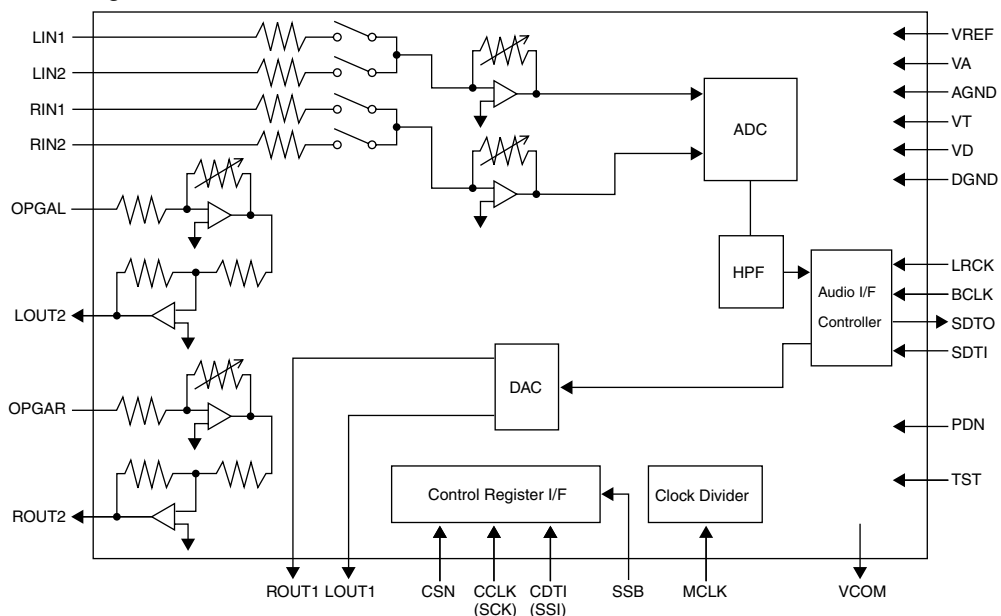 LIN1
LIN2
RIN1
RIN2
OPGAL
LOUT2
OPGAR
ROUT2
ADC
HPF
Audio I/F
Controller
DAC
Control Register I/F
Clock Divider
VREF
VA
AGND
VT
VD
DGND
LRCK
BCLK
SDTO
SDTI
PDN
TST
ROUT1 LOUT1 CSN CCLK CDTI SSB MCLK VCOM
(SCK) (SSI)